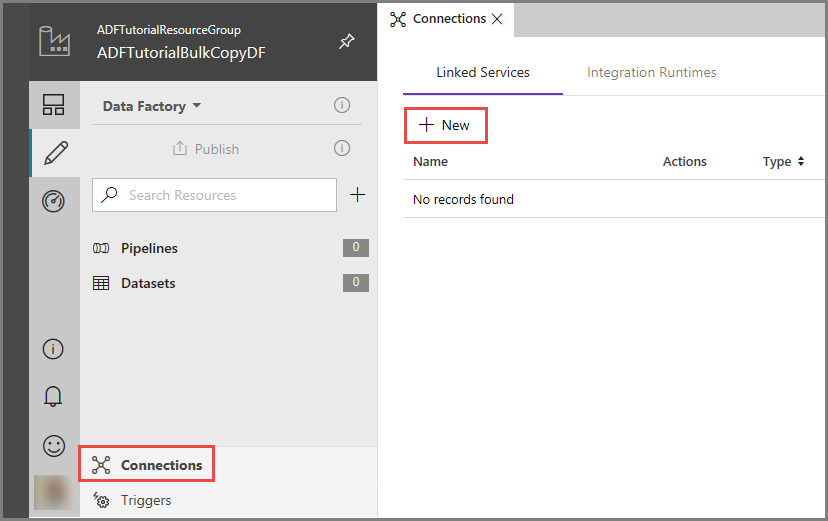 ADFTutorialResourceGroup
ADFTutorialBulkCopyDF
Data Factory
Publish
Search Resources
Pipelines 0
Datasets 0
Connections
Triggers
Connections
Linked Services Integration Runtimes
New
Name Actions Type
No records found